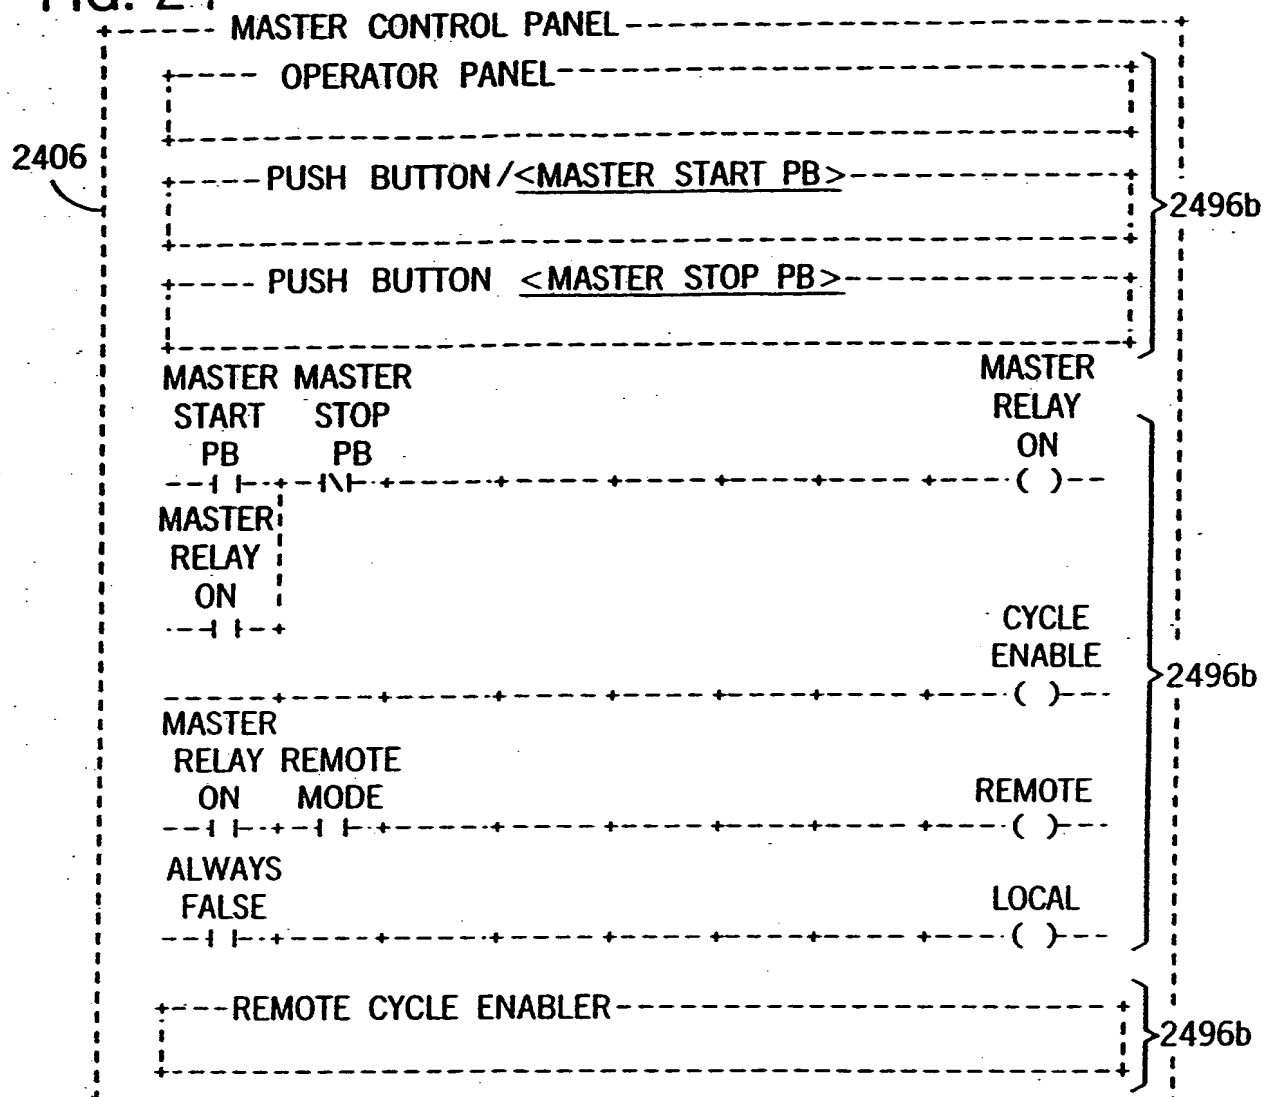 MASTER CONTROL PANEL
OPERATOR PANEL
2406
PUSH BUTTON/<MASTER START PB>
2496b
PUSH BUTTON <MASTER STOP PB>
MASTER MASTER MASTER
START STOP RELAY
PB PB ON
MASTER
RELAY
ON
CYCLE
ENABLE
2496b
MASTER
RELAY REMOTE
ON MODE REMOTE
ALWAYS
FALSE LOCAL
REMOTE CYCLE ENABLER
2496b